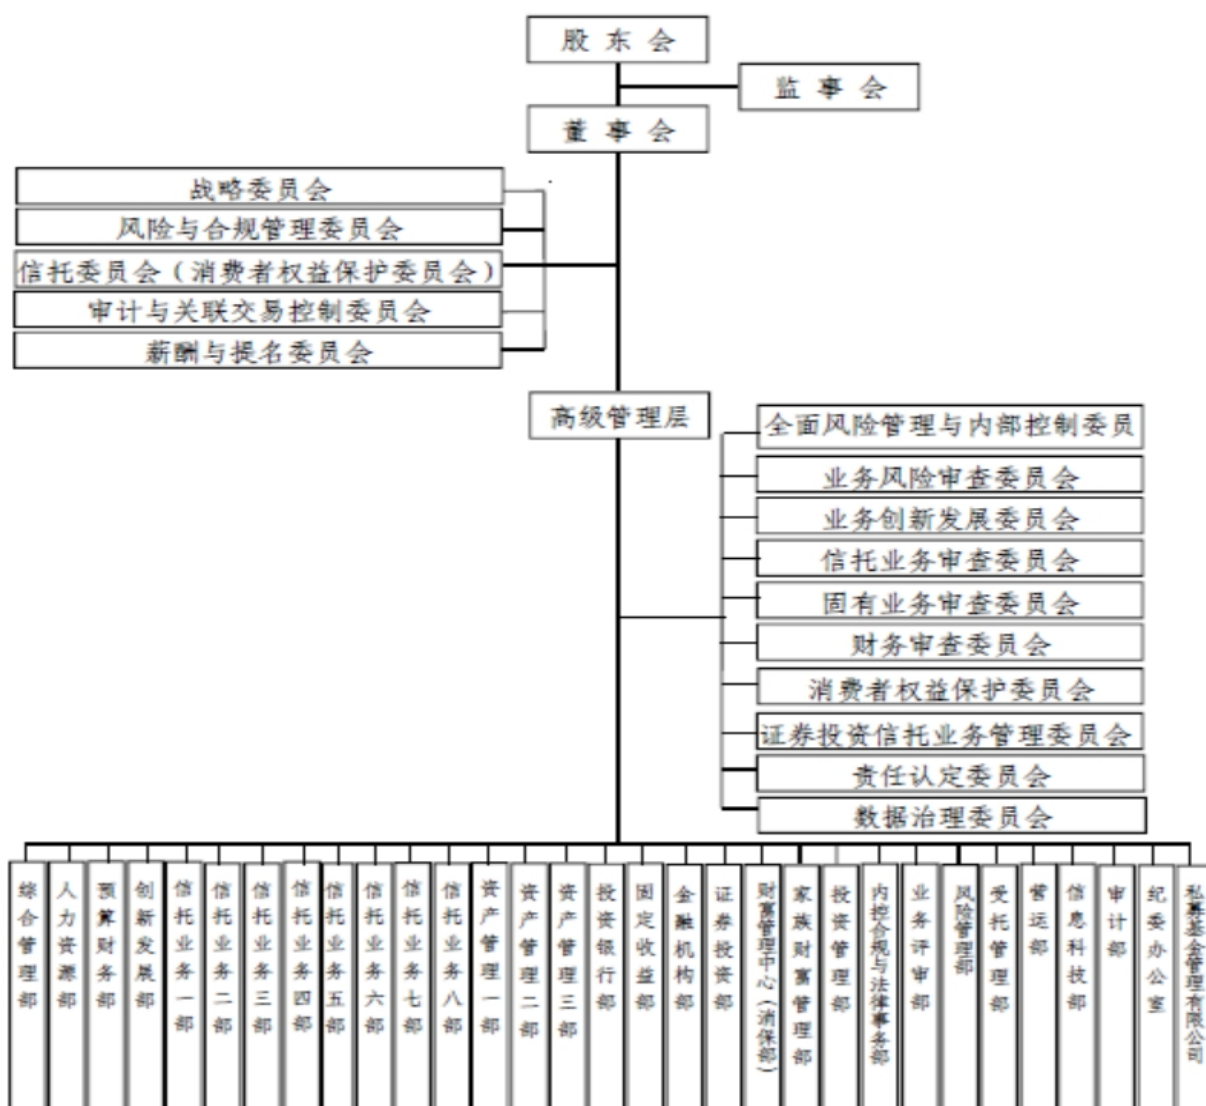 股 东 会
监 事 会
董 事 会
战略委员会
风险与合规管理委员会
信托委员会（消费者权益保护委员会）
审计与关联交易控制委员会
薪酬与提名委员会
高级管理层
全面风险管理与内部控制委员
业务风险审查委员会
业务创新发展委员会
信托业务审查委员会
固有业务审查委员会
财务审查委员会
消费者权益保护委员会
证券投资信托业务管理委员会
责任认定委员会
数据治理委员会
综合管理部
人力资源部
预算财务部
创新发展部
信托业务一部
信托业务二部
信托业务三部
信托业务四部
信托业务五部
信托业务六部
信托业务七部
信托业务八部
资产管理一部
资产管理二部
资产管理三部
投资银行部
固定收益部
金融机构部
证券投资部
财富管理中心（消保部）
家族财富管理部
投资管理部
内控合规与法律事务部
业务评审部
风险管理部
受托管理部
营运部
信息科技部
审计部
纪委办公室
私募基金管理有限公司